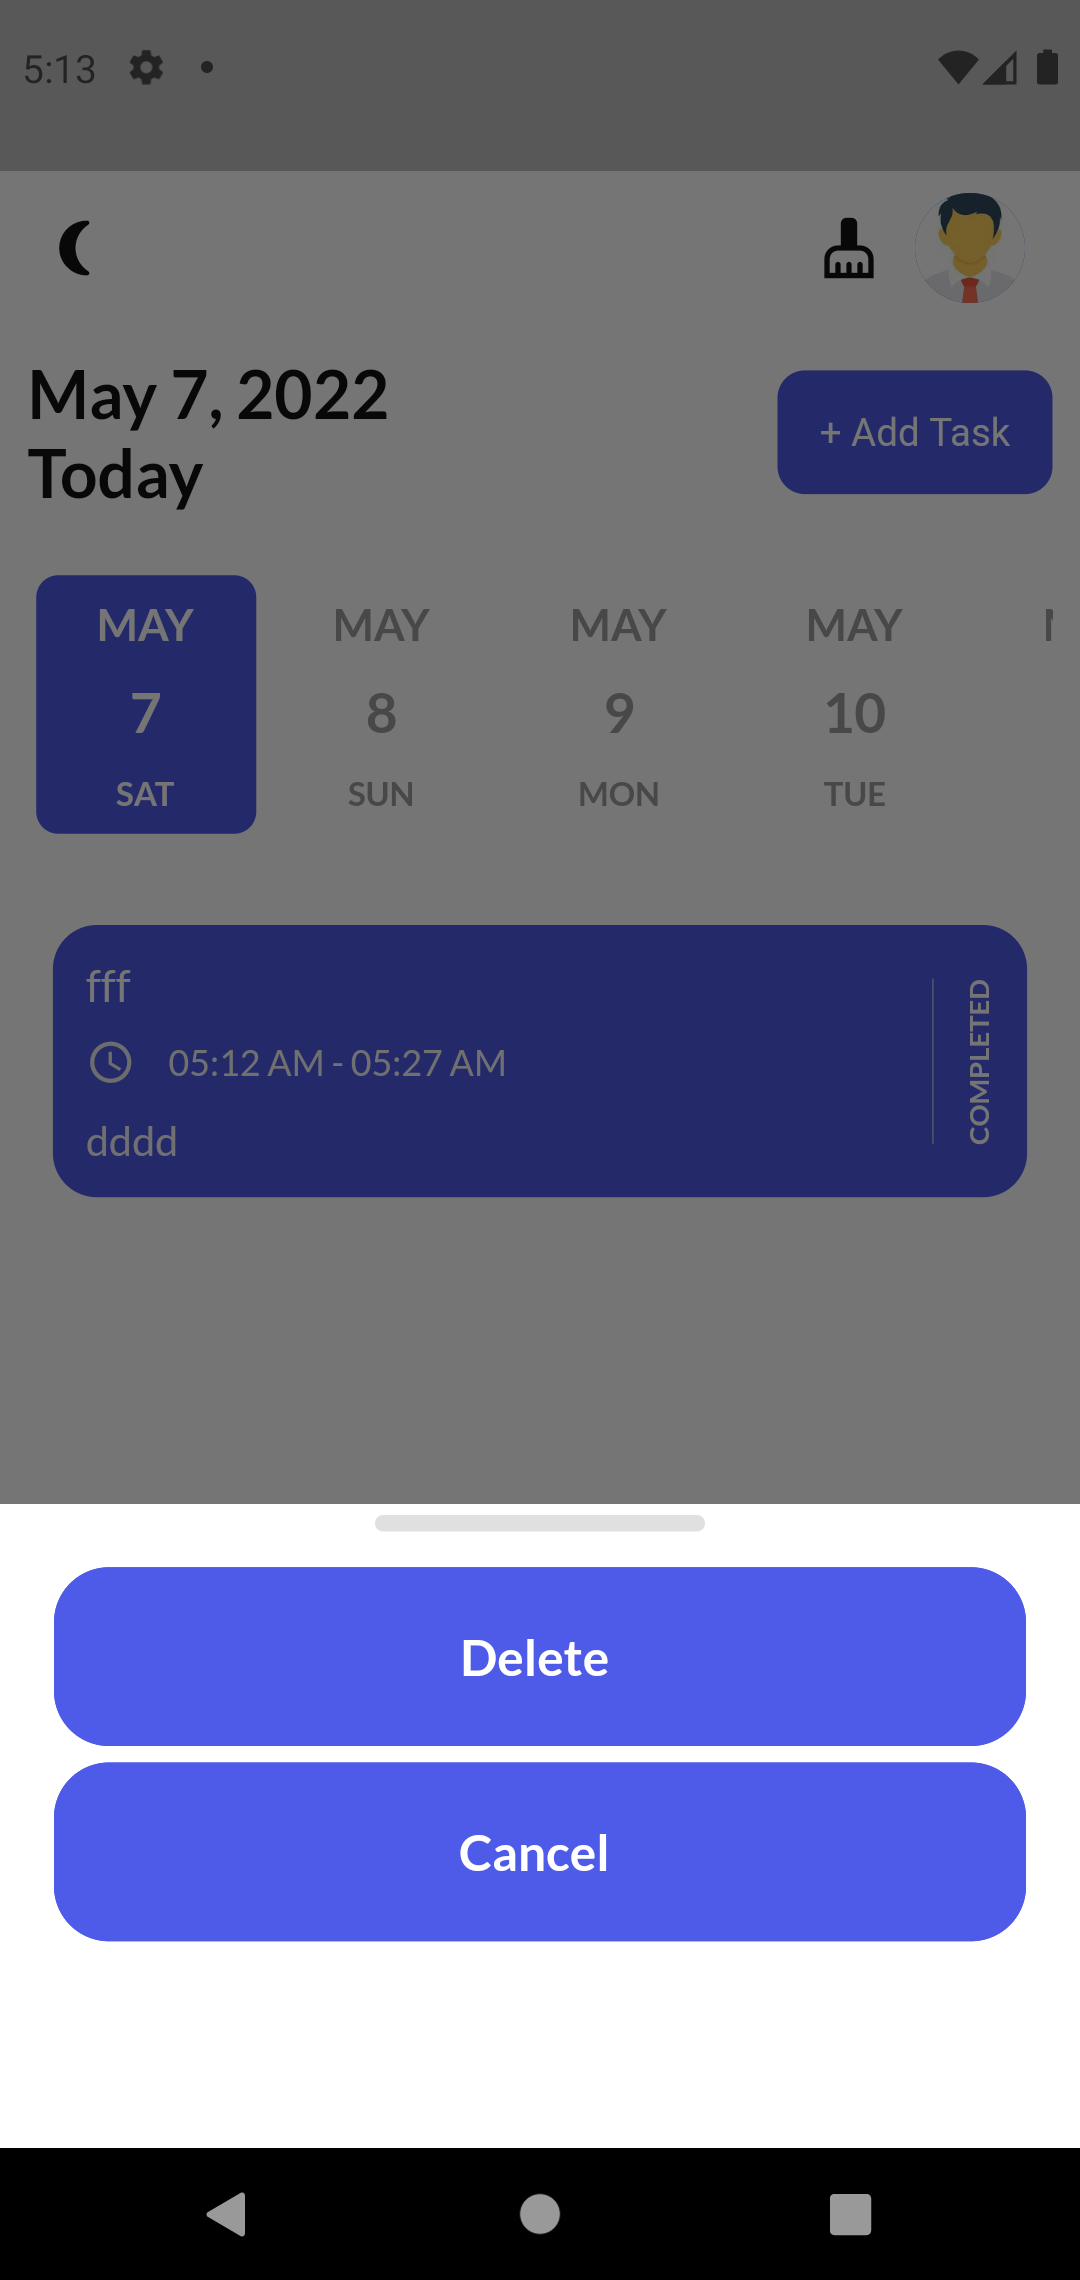 5:13
May 7, 2022
Today
+ Add Task
MAY MAY MAY MAY
7 8 9 10
SAT SUN MON TUE
fff
05:12 AM - 05:27 AM
dddd
COMPLETED
Delete
Cancel